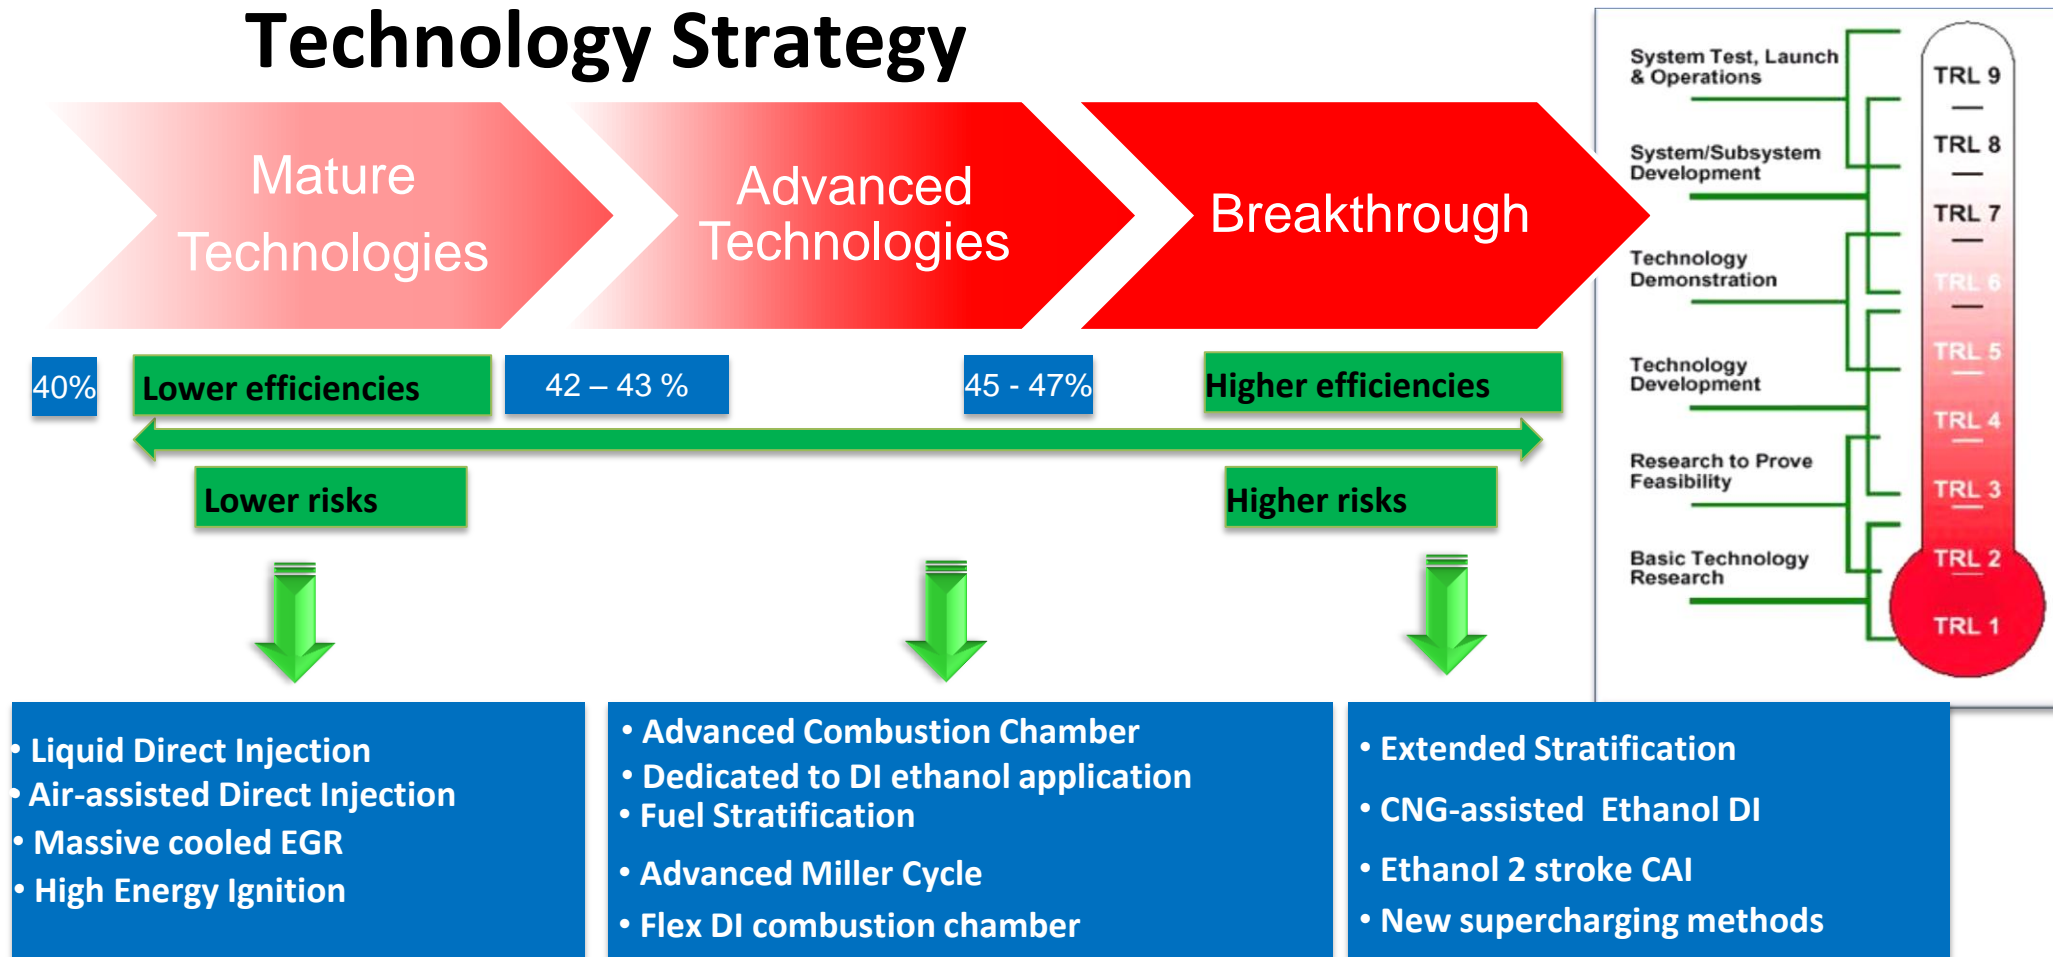 Technology Strategy
Mature
Technologies
Advanced
Technologies
Breakthrough
40%
Lower efficiencies
42 – 43 %
45 - 47%
Higher efficiencies
Lower risks
Higher risks
• Liquid Direct Injection
• Air-assisted Direct Injection
• Massive cooled EGR
• High Energy Ignition
• Advanced Combustion Chamber
• Dedicated to DI ethanol application
• Fuel Stratification
• Advanced Miller Cycle
• Flex DI combustion chamber
• Extended Stratification
• CNG-assisted  Ethanol DI
• Ethanol 2 stroke CAI
• New supercharging methods
System Test, Launch
& Operations
System/Subsystem
Development
Technology
Demonstration
Technology
Development
Research to Prove
Feasibility
Basic Technology
Research
TRL 9
TRL 8
TRL 7
TRL 6
TRL 5
TRL 4
TRL 3
TRL 2
TRL 1